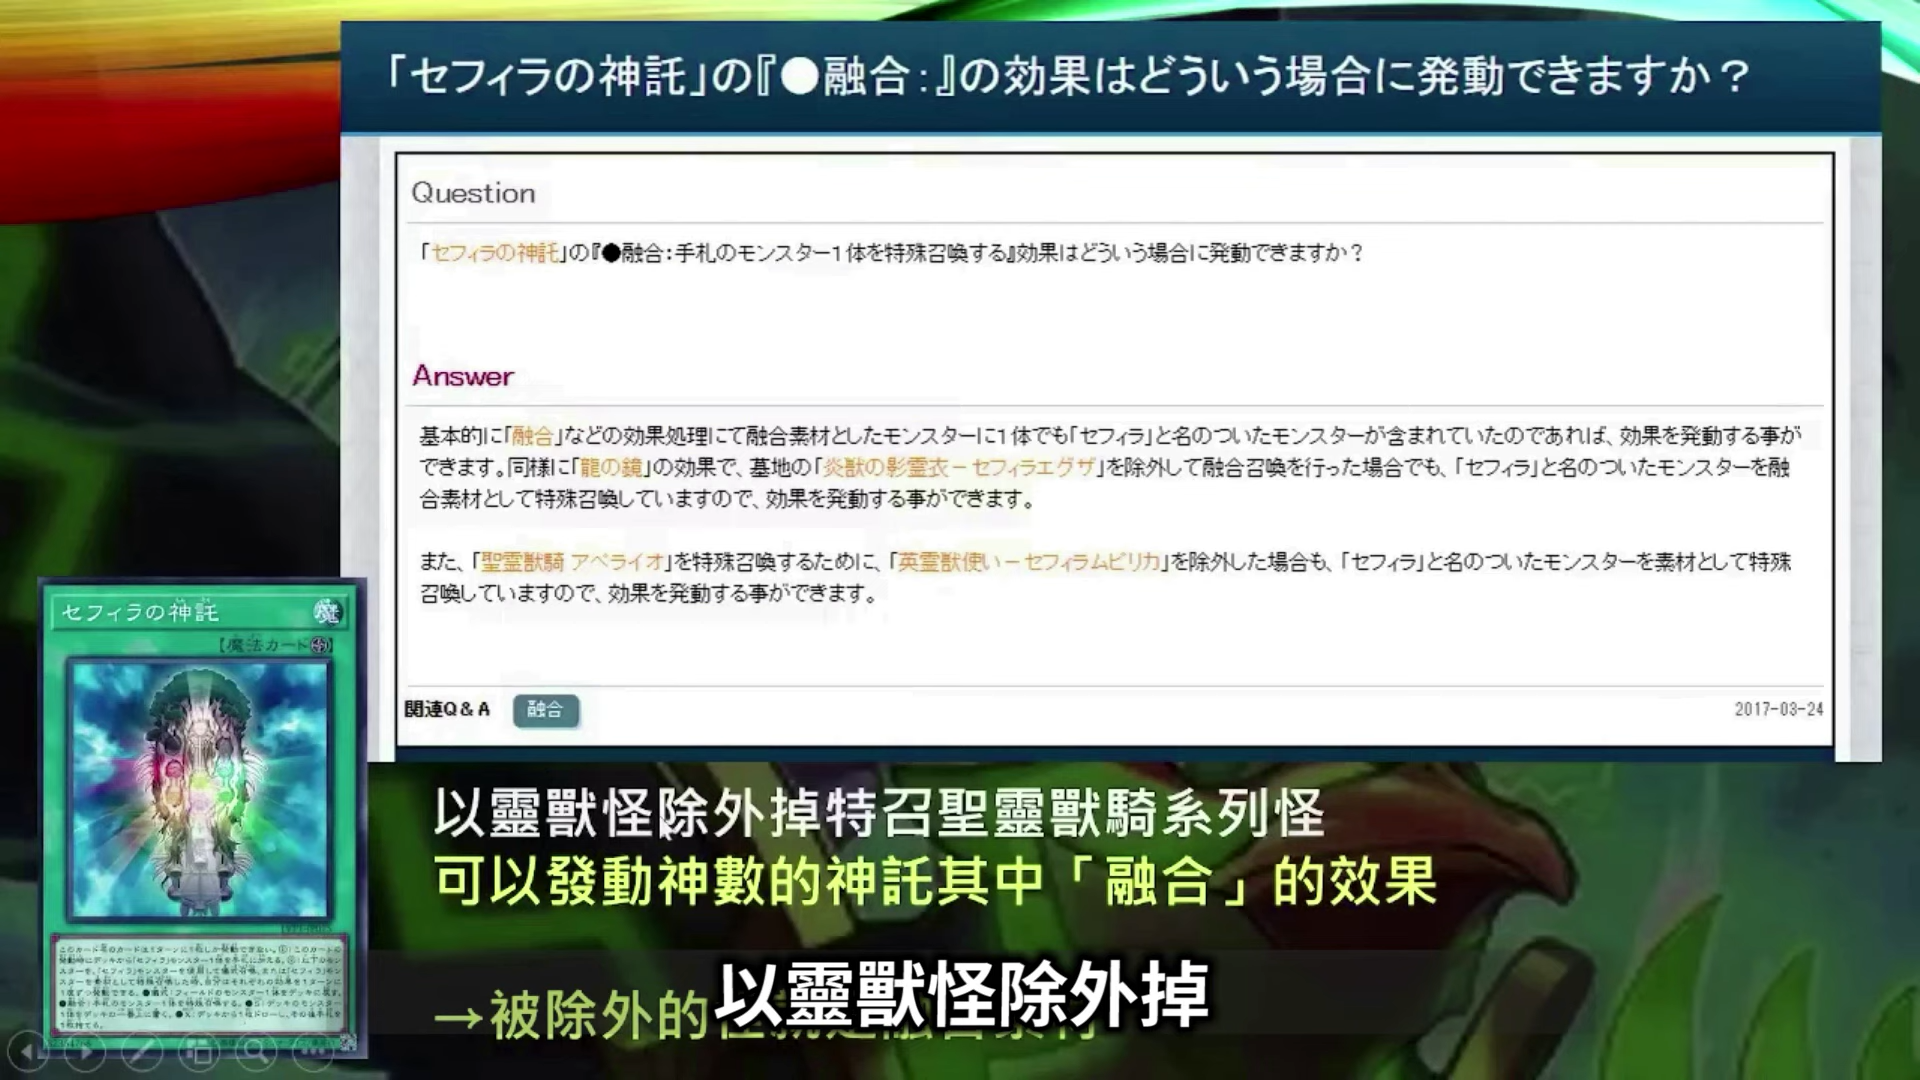 「セフィラの神託」の『●融合：』の効果はどういう場合に発動できますか？
Question
「セフィラの神託」の『●融合：手札のモンスター１体を特殊召喚する』効果はどういう場合に発動できますか？
Answer
基本的に「融合」などの効果処理にて融合素材としたモンスターに１体でも「セフィラ」と名のついたモンスターが含まれていたのであれば、効果を発動する事が
できます。同様に「龍の鏡」の効果で、墓地の「炎獣の影霊衣－セフィラエグザ」を除外して融合召喚を行った場合でも、「セフィラ」と名のついたモンスターを融
合素材として特殊召喚していますので、効果を発動する事ができます。
また、「聖霊獣騎 アペライオ」を特殊召喚するために、「英霊獣使い－セフィラムピリカ」を除外した場合も、「セフィラ」と名のついたモンスターを素材として特殊
召喚していますので、効果を発動する事ができます。
関連Q＆A
融合
2017-03-24
セフィラの神託
魔
【魔法カード
以靈獸怪除外掉特召聖靈獸騎系列怪
可以發動神數的神託其中「融合」的效果
→被除外的
以靈獸怪除外掉